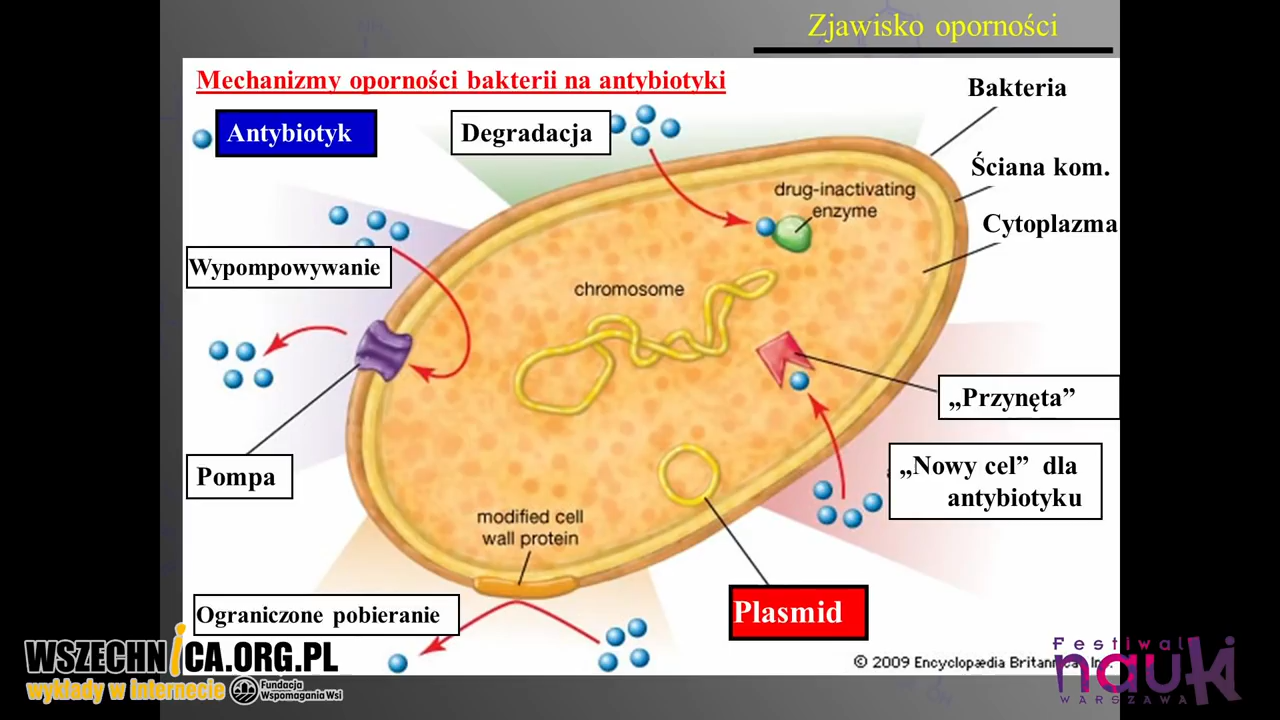 Zjawisko oporności
Mechanizmy oporności bakterii na antybiotyki
Bakteria
Antybiotyk
Degradacja
Ściana kom.
drug-inactivating
enzyme
Cytoplazma
Wypompowywanie
chromosome
„Przynęta”
„Nowy cel” dla
antybiotyku
Pompa
modified cell
wall protein
Plasmid
Ograniczone pobieranie
© 2009 Encyclopædia Britannica, Inc.
WSZECHNICA.ORG.PL
wykłady w internecie
Fundacja
Wspomagania Wsi
Festiwal
nauki
WARSZAWA